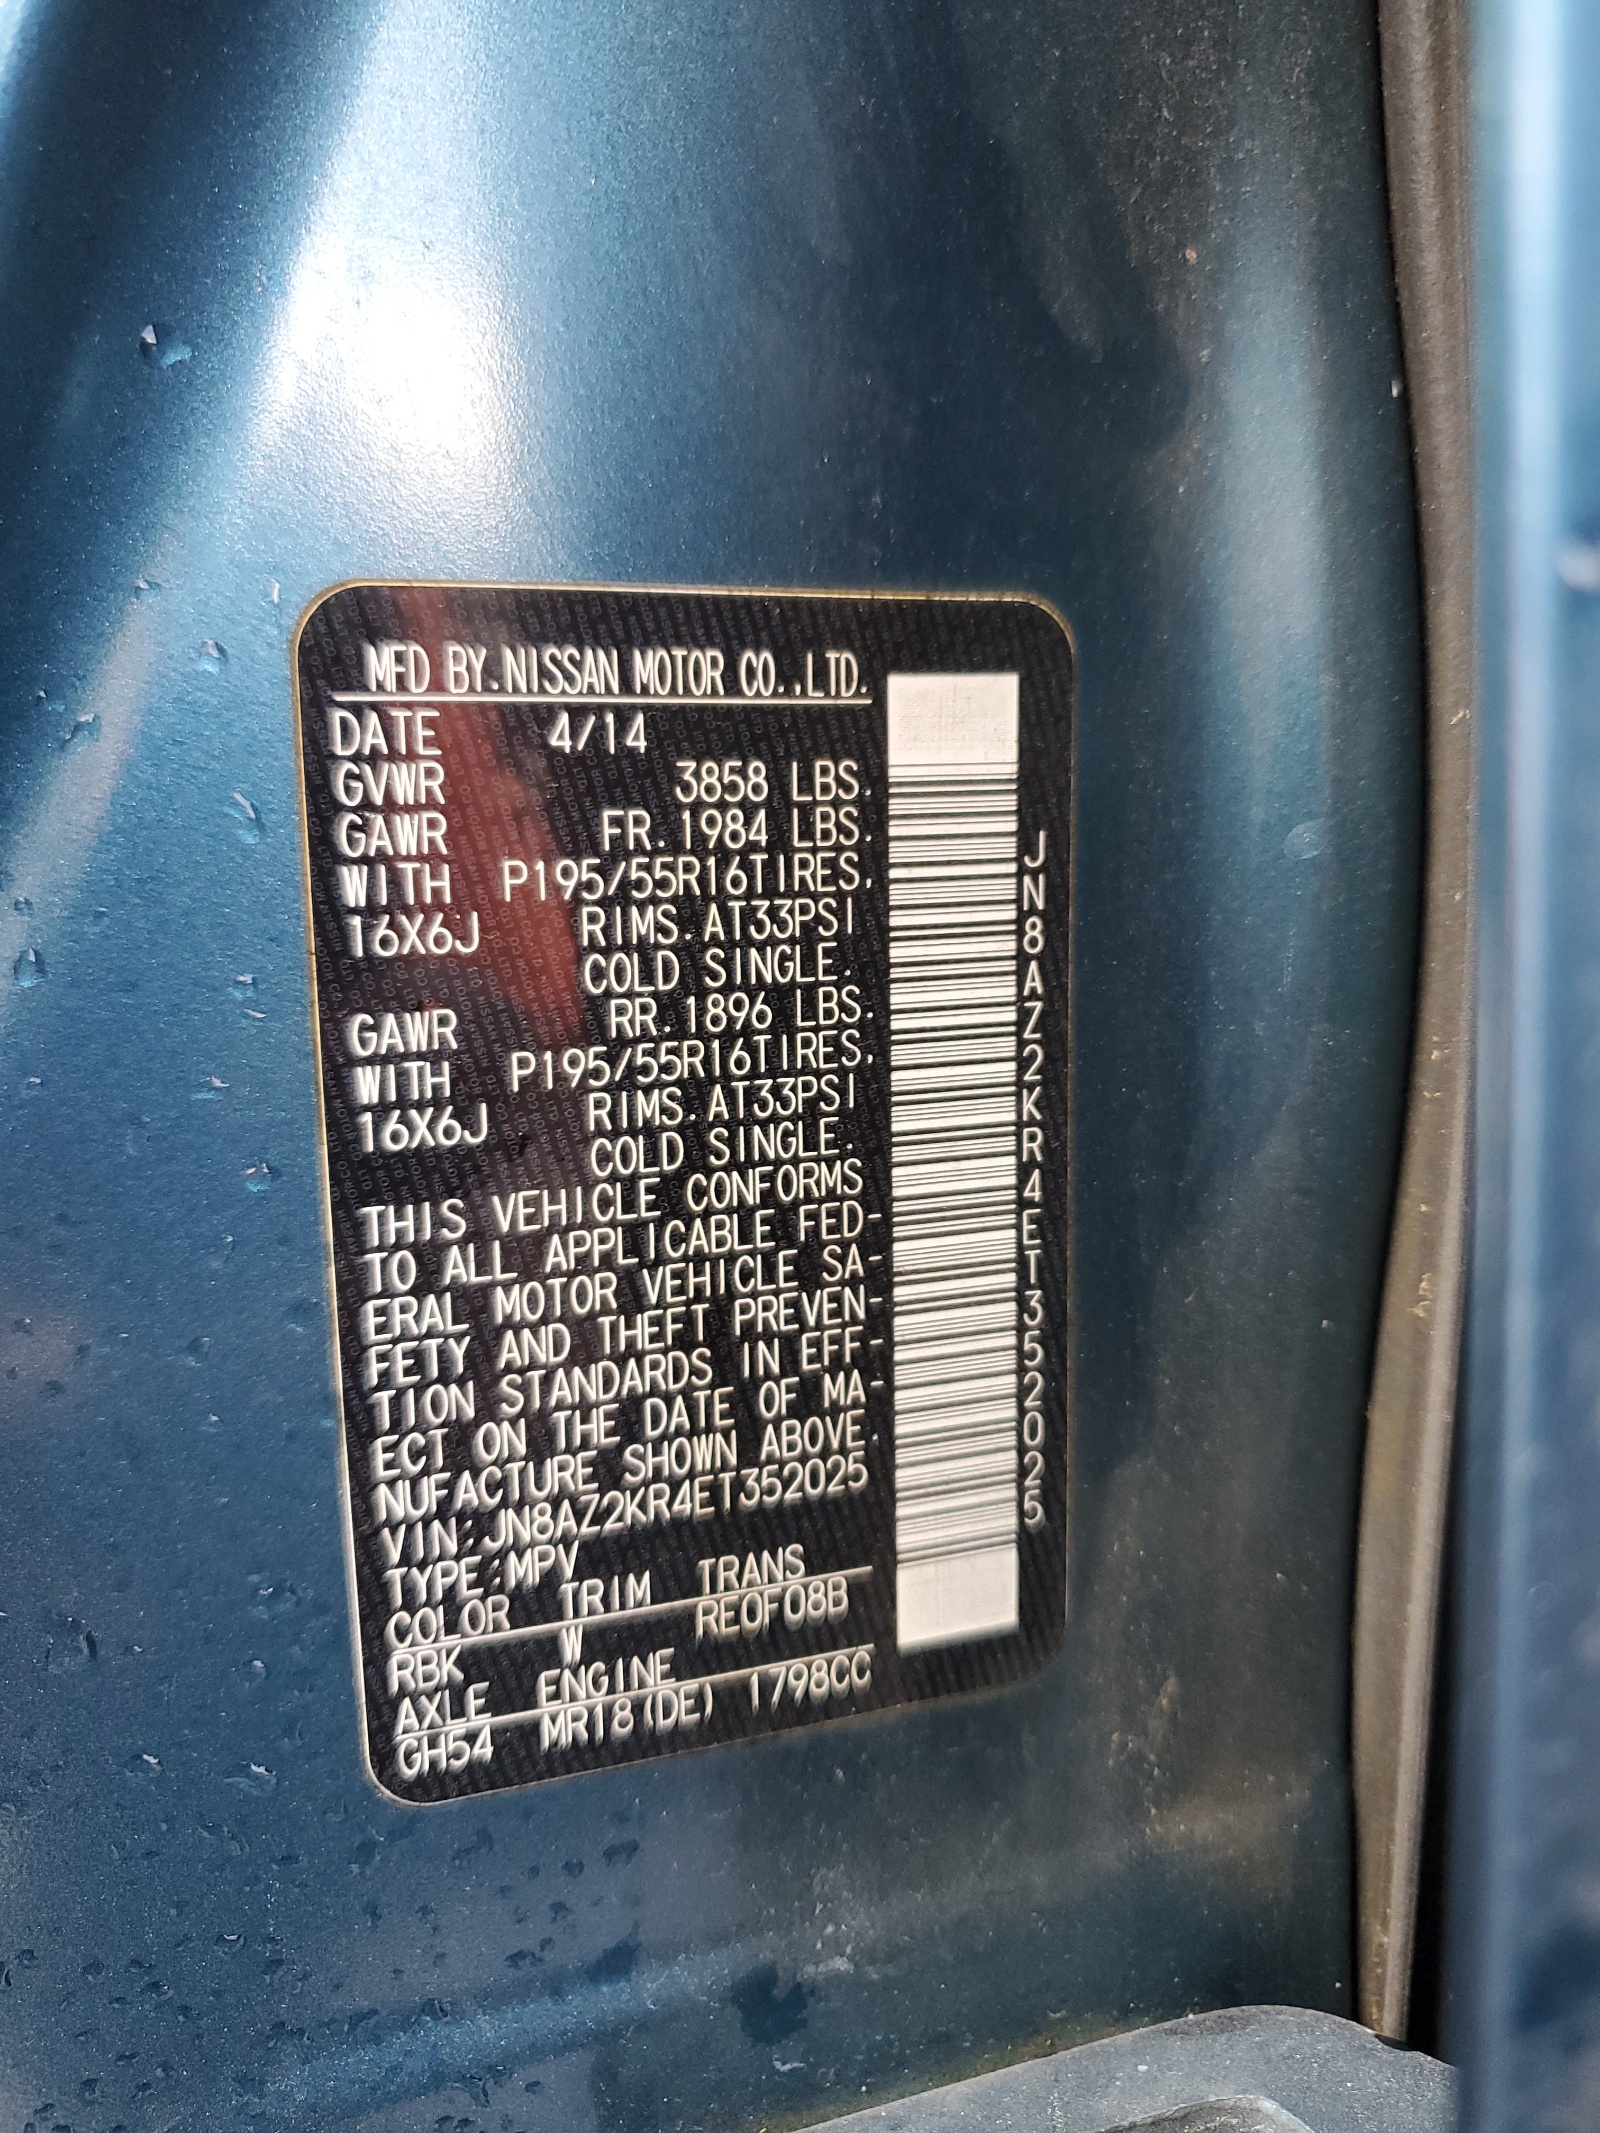 MFD BY.NISSAN MOTOR CO.,LTD.
DATE 4/14
GVWR 3858 LBS.
GAWR FR. 1984 LBS.
WITH P195/55R16TIRES,
16X6J RIMS. AT33PSI
COLD SINGLE.
GAWR RR. 1896 LBS.
WITH P195/55R16TIRES,
16X6J RIMS. AT33PSI
COLD SINGLE.
THIS VEHICLE CONFORMS
TO ALL APPLICABLE FED-
ERAL MOTOR VEHICLE SA-
FETY AND THEFT PREVEN-
TION STANDARDS IN EFF-
ECT ON THE DATE OF MA-
NUFACTURE SHOWN ABOVE.
VIN:JN8AZ2KR4ET352025
TYPE:MPV
COLOR TRIM TRANS
RBK W RE0F08B
AXLE ENGINE
GH54 MR18(DE) 1798CC
JN8AZ2KR4ET352025